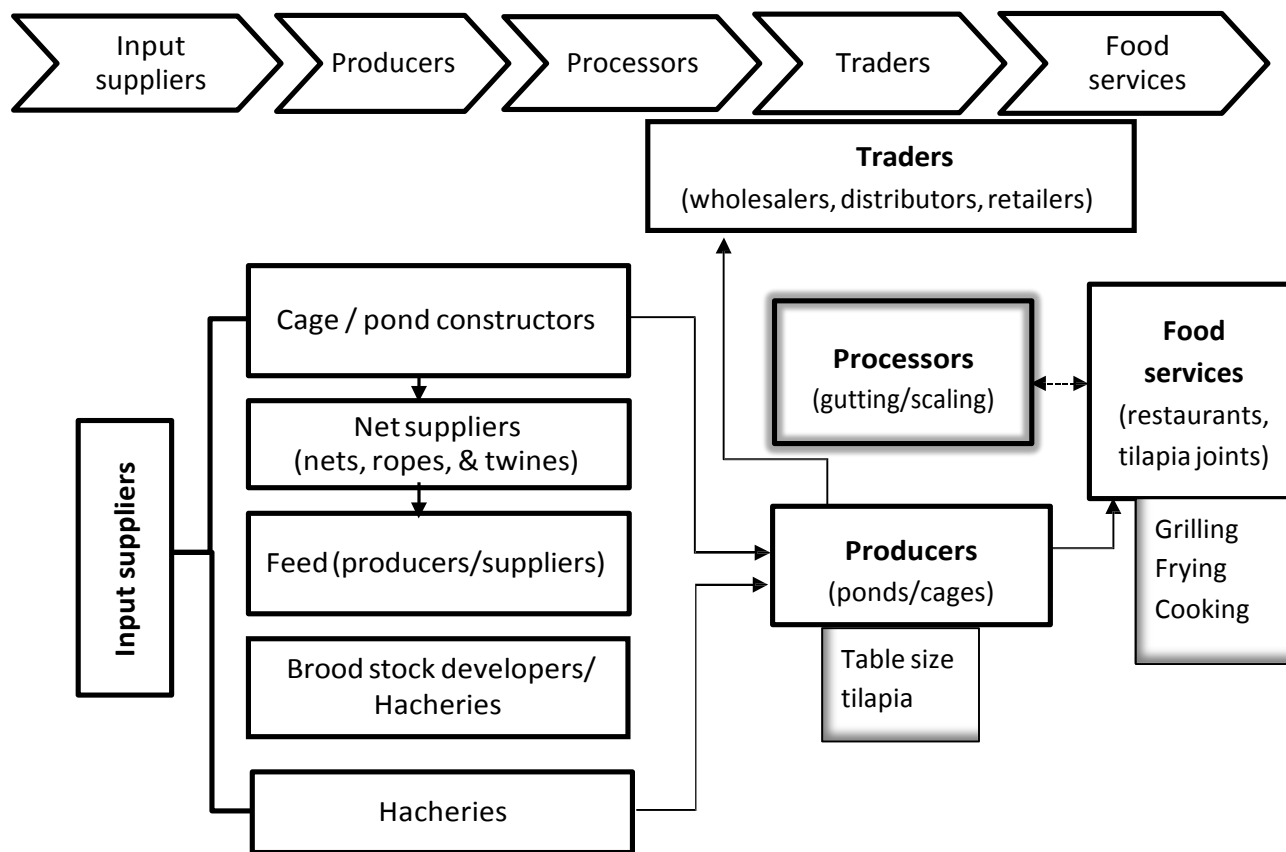 Input
suppliers
Producers
Processors
Traders
Food
services
Traders
(wholesalers, distributors, retailers)
Cage / pond constructors
Net suppliers
(nets, ropes, & twines)
Feed (producers/suppliers)
Brood stock developers/
Hacheries
Hacheries
Input suppliers
Processors
(gutting/scaling)
Food
services
(restaurants,
tilapia joints)
Grilling
Frying
Cooking
Producers
(ponds/cages)
Table size
tilapia